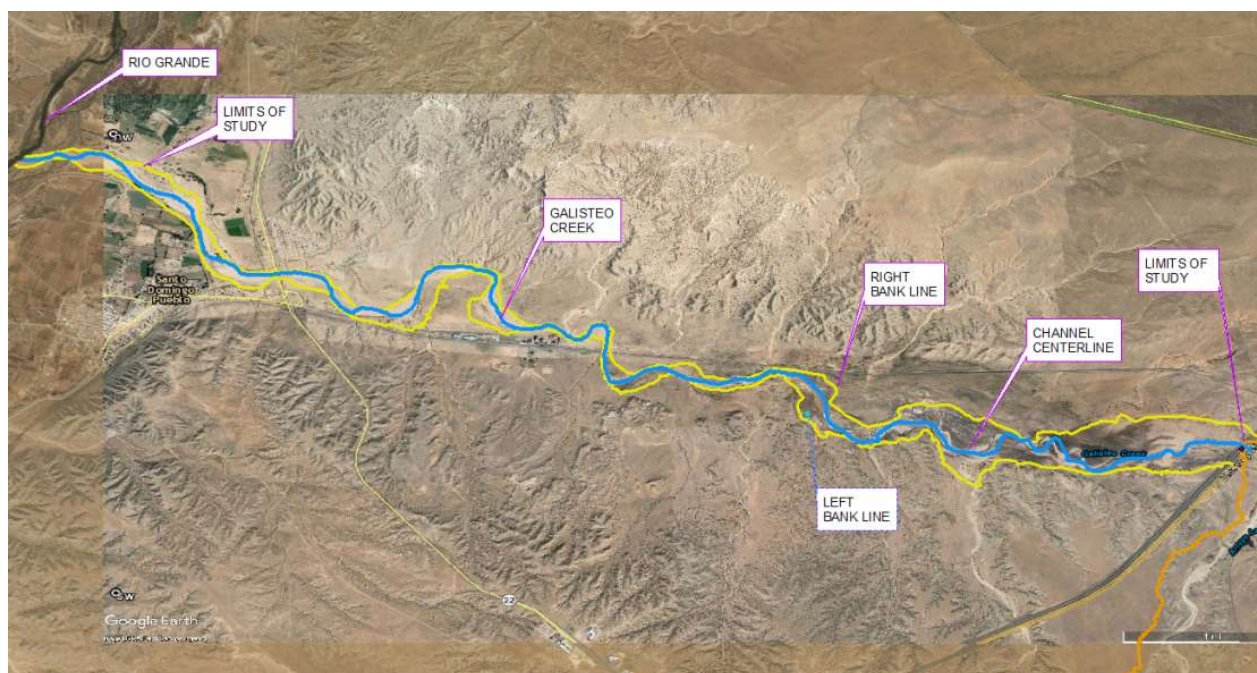 RIO GRANDE
LIMITS OF
STUDY
GALISTEO
CREEK
RIGHT
BANK LINE
LIMITS OF
STUDY
CHANNEL
CENTERLINE
Santo
Domingo
Pueblo
Galisteo Creek
LEFT
BANK LINE
22
Google Earth